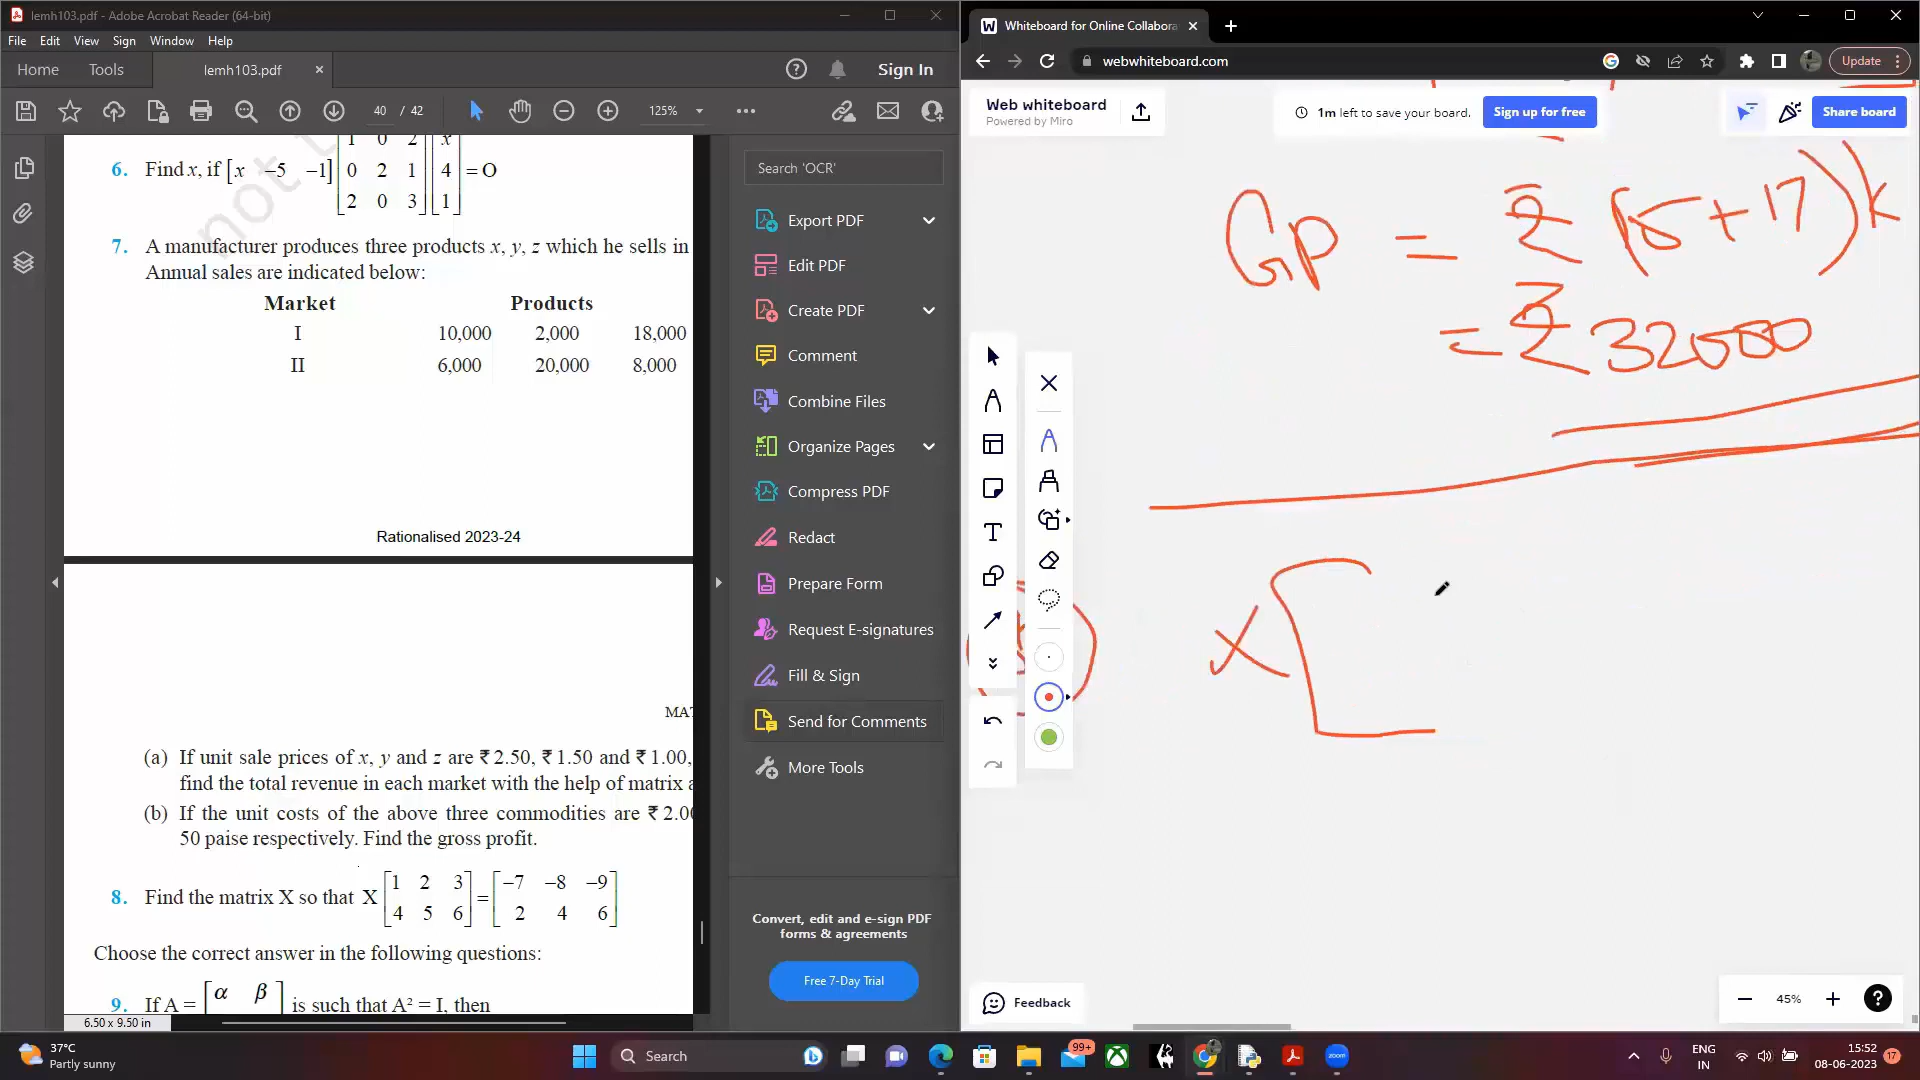 lemh103.pdf - Adobe Acrobat Reader (64-bit)
File Edit View Sign Window Help
Home Tools lemh103.pdf × Sign In
40 / 42 125%
1 0 2 x
6. Find x, if [x −5 −1] 0 2 1 4 = O
2 0 3 1
7. A manufacturer produces three products x, y, z which he sells in
Annual sales are indicated below:
Market Products
I 10,000 2,000 18,000
II 6,000 20,000 8,000
Rationalised 2023-24
MAT
(a) If unit sale prices of x, y and z are ₹ 2.50, ₹ 1.50 and ₹ 1.00,
find the total revenue in each market with the help of matrix a
(b) If the unit costs of the above three commodities are ₹ 2.00
50 paise respectively. Find the gross profit.
8. Find the matrix X so that X [1 2 3 = [−7 −8 −9
4 5 6] 2 4 6]
Choose the correct answer in the following questions:
9. If A = [α β] is such that A² = I, then
6.50 x 9.50 in
not
Search 'OCR'
Export PDF
Edit PDF
Create PDF
Comment
Combine Files
Organize Pages
Compress PDF
Redact
Prepare Form
Request E-signatures
Fill & Sign
Send for Comments
More Tools
Convert, edit and e-sign PDF
forms & agreements
Free 7-Day Trial
Whiteboard for Online Collabora
webwhiteboard.com Update
Web whiteboard
Powered by Miro
1m left to save your board. Sign up for free Share board
GP = ₹ (15+17)k
= ₹ 32000
X [
Feedback
45%
37°C
Partly sunny
Search
99+
zoom
ENG
IN
15:52
08-06-2023
17